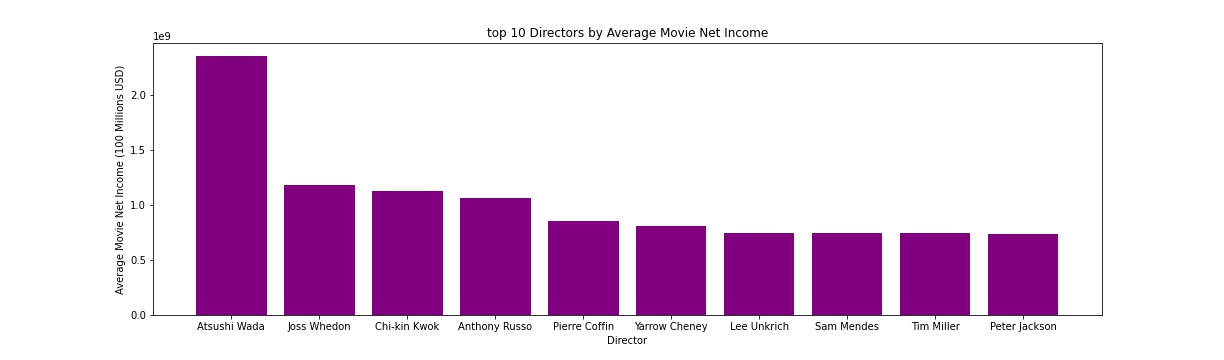 top 10 Directors by Average Movie Net Income
1e9
Average Movie Net Income (100 Millions USD)
2.0
1.5
1.0
0.5
0.0
Atsushi Wada Joss Whedon Chi-kin Kwok Anthony Russo Pierre Coffin Yarrow Cheney Lee Unkrich Sam Mendes Tim Miller Peter Jackson
Director